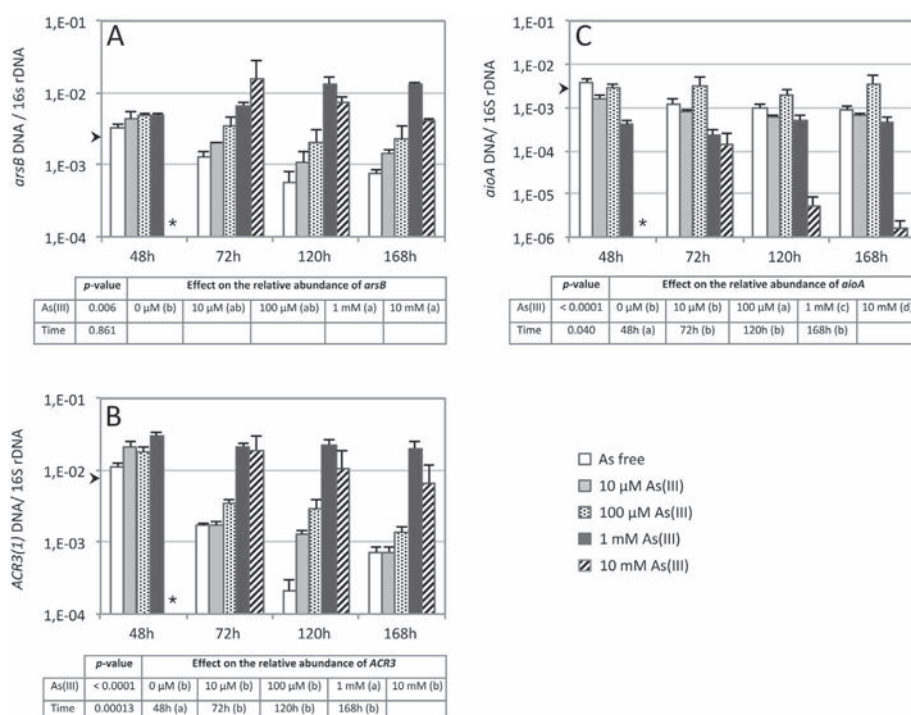 A
1,E-01
1,E-02
1,E-03
1,E-04
arsB DNA / 16s rDNA
*
48h 72h 120h 168h
p-value Effect on the relative abundance of arsB
As(III) 0.006 0 µM (b) 10 µM (ab) 100 µM (ab) 1 mM (a) 10 mM (a)
Time 0.861
B
1,E-01
1,E-02
1,E-03
1,E-04
ACR3(1) DNA/ 16S rDNA
*
48h 72h 120h 168h
p-value Effect on the relative abundance of ACR3
As(III) < 0.0001 0 µM (b) 10 µM (b) 100 µM (b) 1 mM (a) 10 mM (b)
Time 0.00013 48h (a) 72h (b) 120h (b) 168h (b)
C
1,E-01
1,E-02
1,E-03
1,E-04
1,E-05
1,E-06
aioA DNA/ 16S rDNA
*
48h 72h 120h 168h
p-value Effect on the relative abundance of aioA
As(III) < 0.0001 0 µM (b) 10 µM (b) 100 µM (a) 1 mM (c) 10 mM (d)
Time 0.040 48h (a) 72h (b) 120h (b) 168h (b)
As free
10 µM As(III)
100 µM As(III)
1 mM As(III)
10 mM As(III)